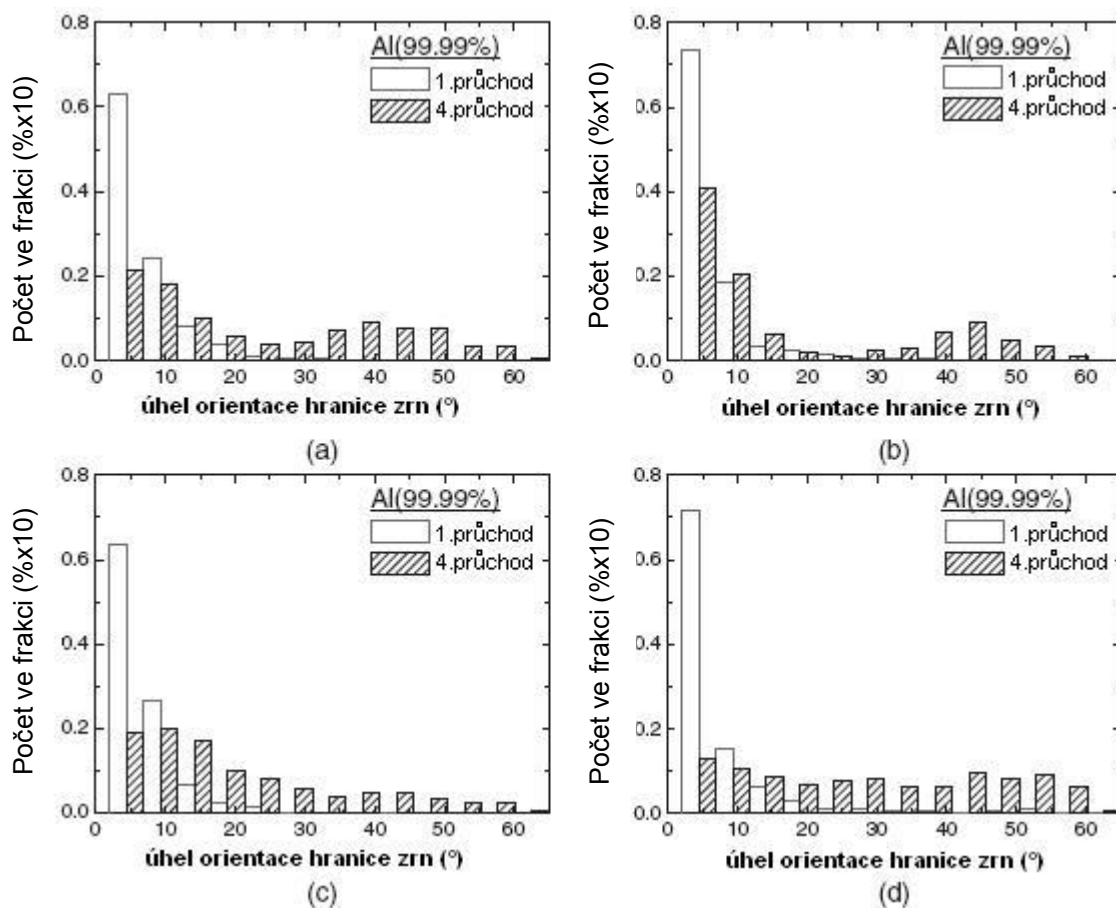 Počet ve frakci (%x10)
0.8
0.6
0.4
0.2
0.0
Al(99.99%)
1.průchod
4.průchod
0 10 20 30 40 50 60
úhel orientace hranice zrn (°)
(a)
Počet ve frakci (%x10)
0.8
0.6
0.4
0.2
0.0
Al(99.99%)
1.průchod
4.průchod
0 10 20 30 40 50 60
úhel orientace hranice zrn (°)
(b)
Počet ve frakci (%x10)
0.8
0.6
0.4
0.2
0.0
Al(99.99%)
1.průchod
4.průchod
0 10 20 30 40 50 60
úhel orientace hranice zrn (°)
(c)
Počet ve frakci (%x10)
0.8
0.6
0.4
0.2
0.0
Al(99.99%)
1.průchod
4.průchod
0 10 20 30 40 50 60
úhel orientace hranice zrn (°)
(d)